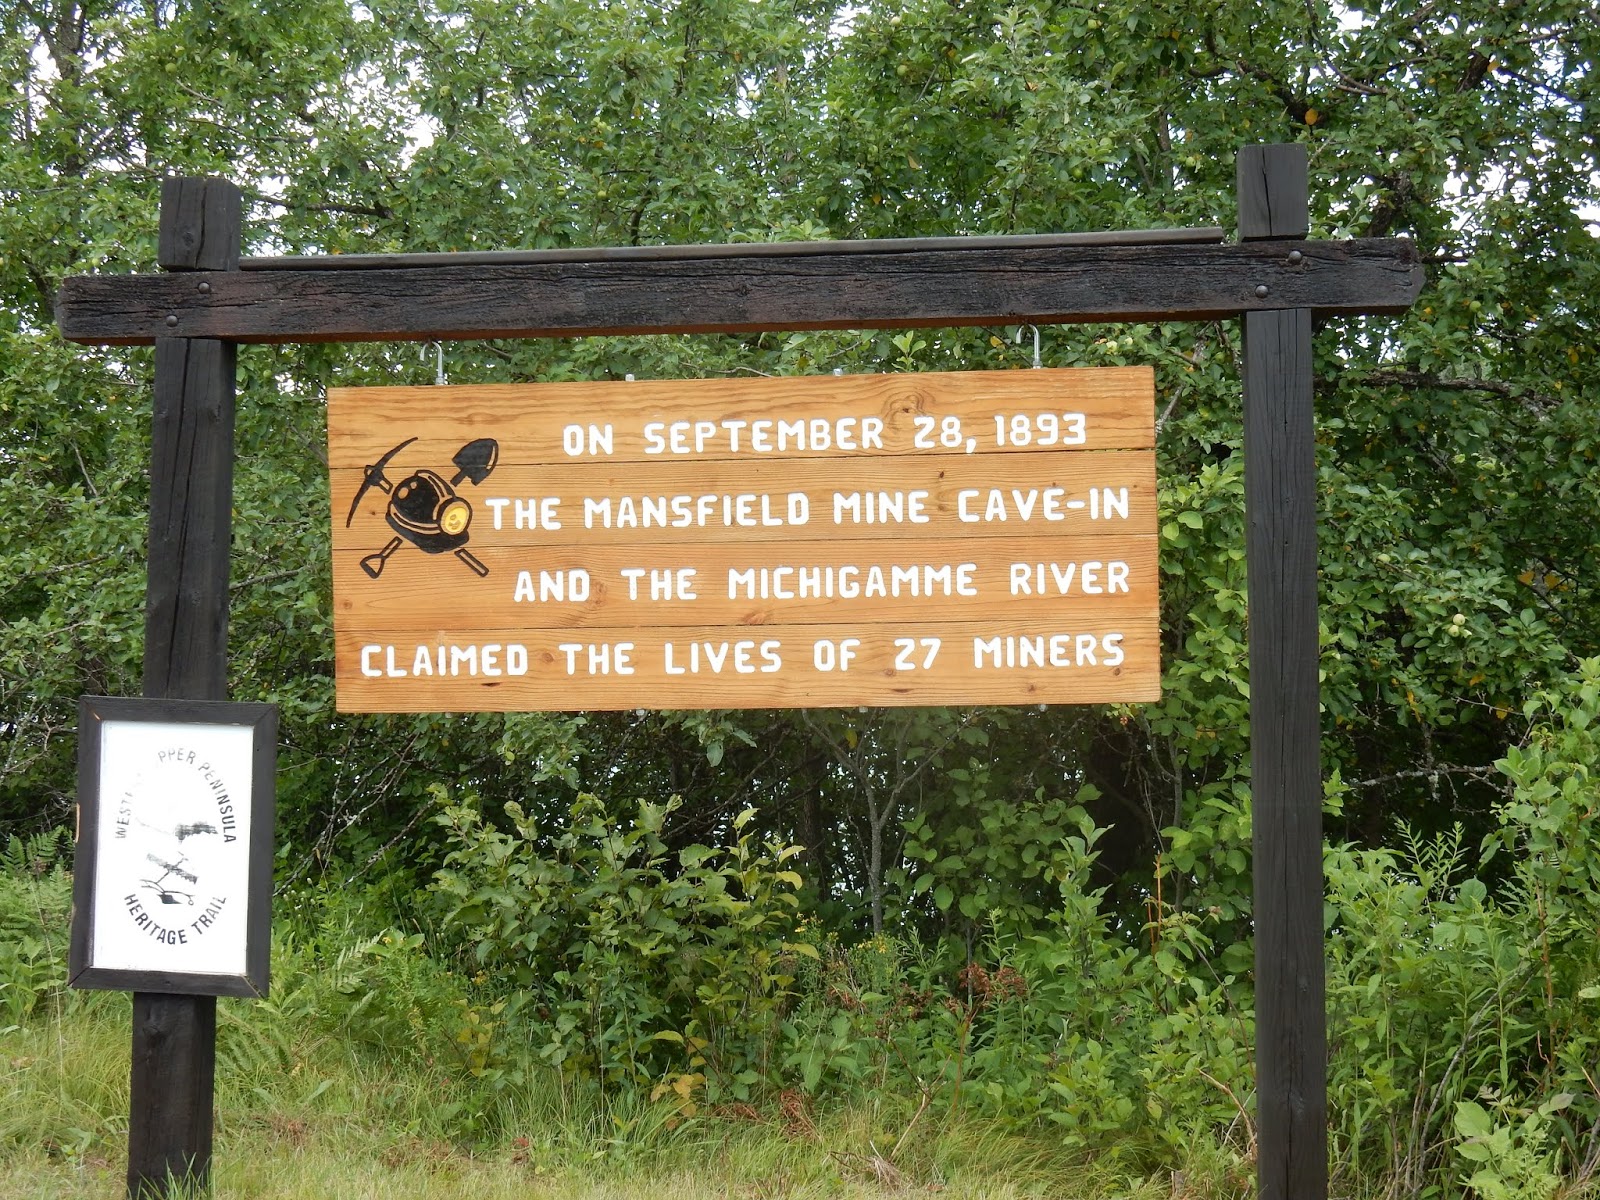 ON SEPTEMBER 28, 1893
THE MANSFIELD MINE CAVE-IN
AND THE MICHIGAMME RIVER
CLAIMED THE LIVES OF 27 MINERS
PENINSULA
HERITAGE TRAIL